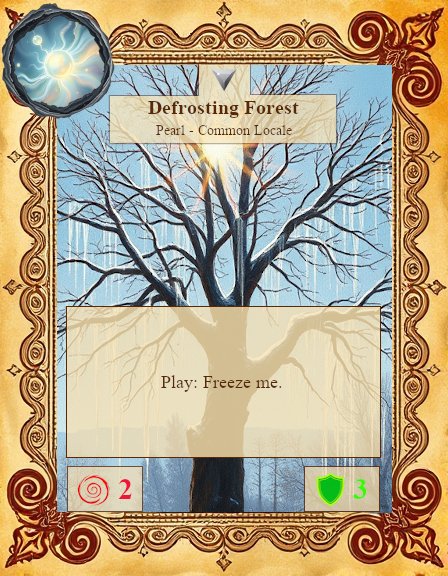 Defrosting Forest
Pearl - Common Locale
Play: Freeze me.
2
3